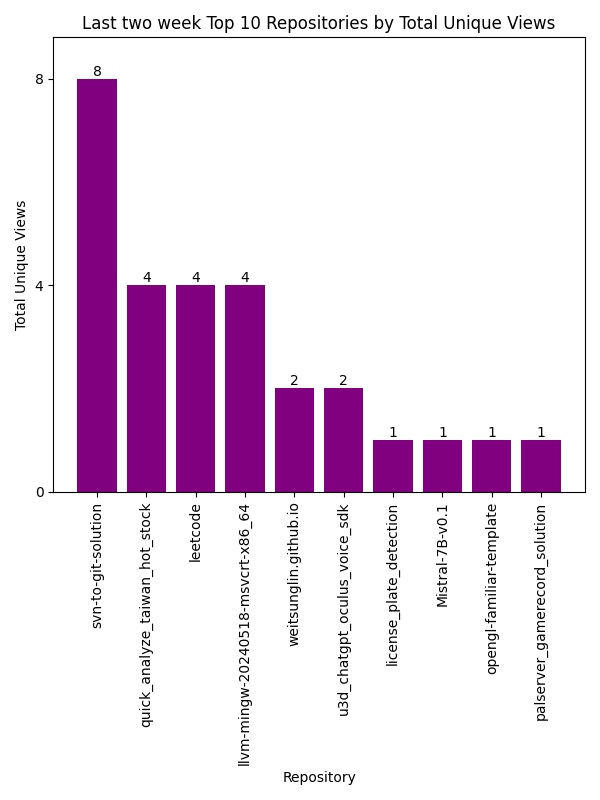 Last two week Top 10 Repositories by Total Unique Views
Total Unique Views
8
4
0
8
4
4
4
2
2
1
1
1
1
svn-to-git-solution
quick_analyze_taiwan_hot_stock
leetcode
llvm-mingw-20240518-msvcrt-x86_64
weitsunglin.github.io
u3d_chatgpt_oculus_voice_sdk
license_plate_detection
Mistral-7B-v0.1
opengl-familiar-template
palserver_gamerecord_solution
Repository